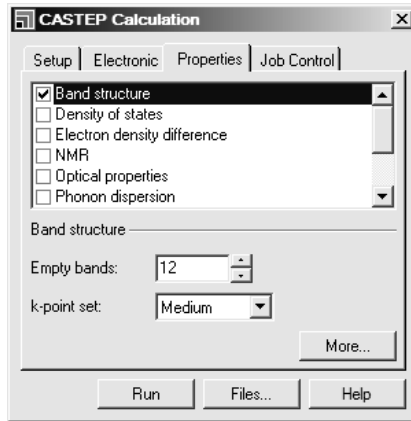 CASTEP Calculation
Setup Electronic Properties Job Control
Band structure
Density of states
Electron density difference
NMR
Optical properties
Phonon dispersion
Band structure
Empty bands: 12
k-point set: Medium
More...
Run Files... Help